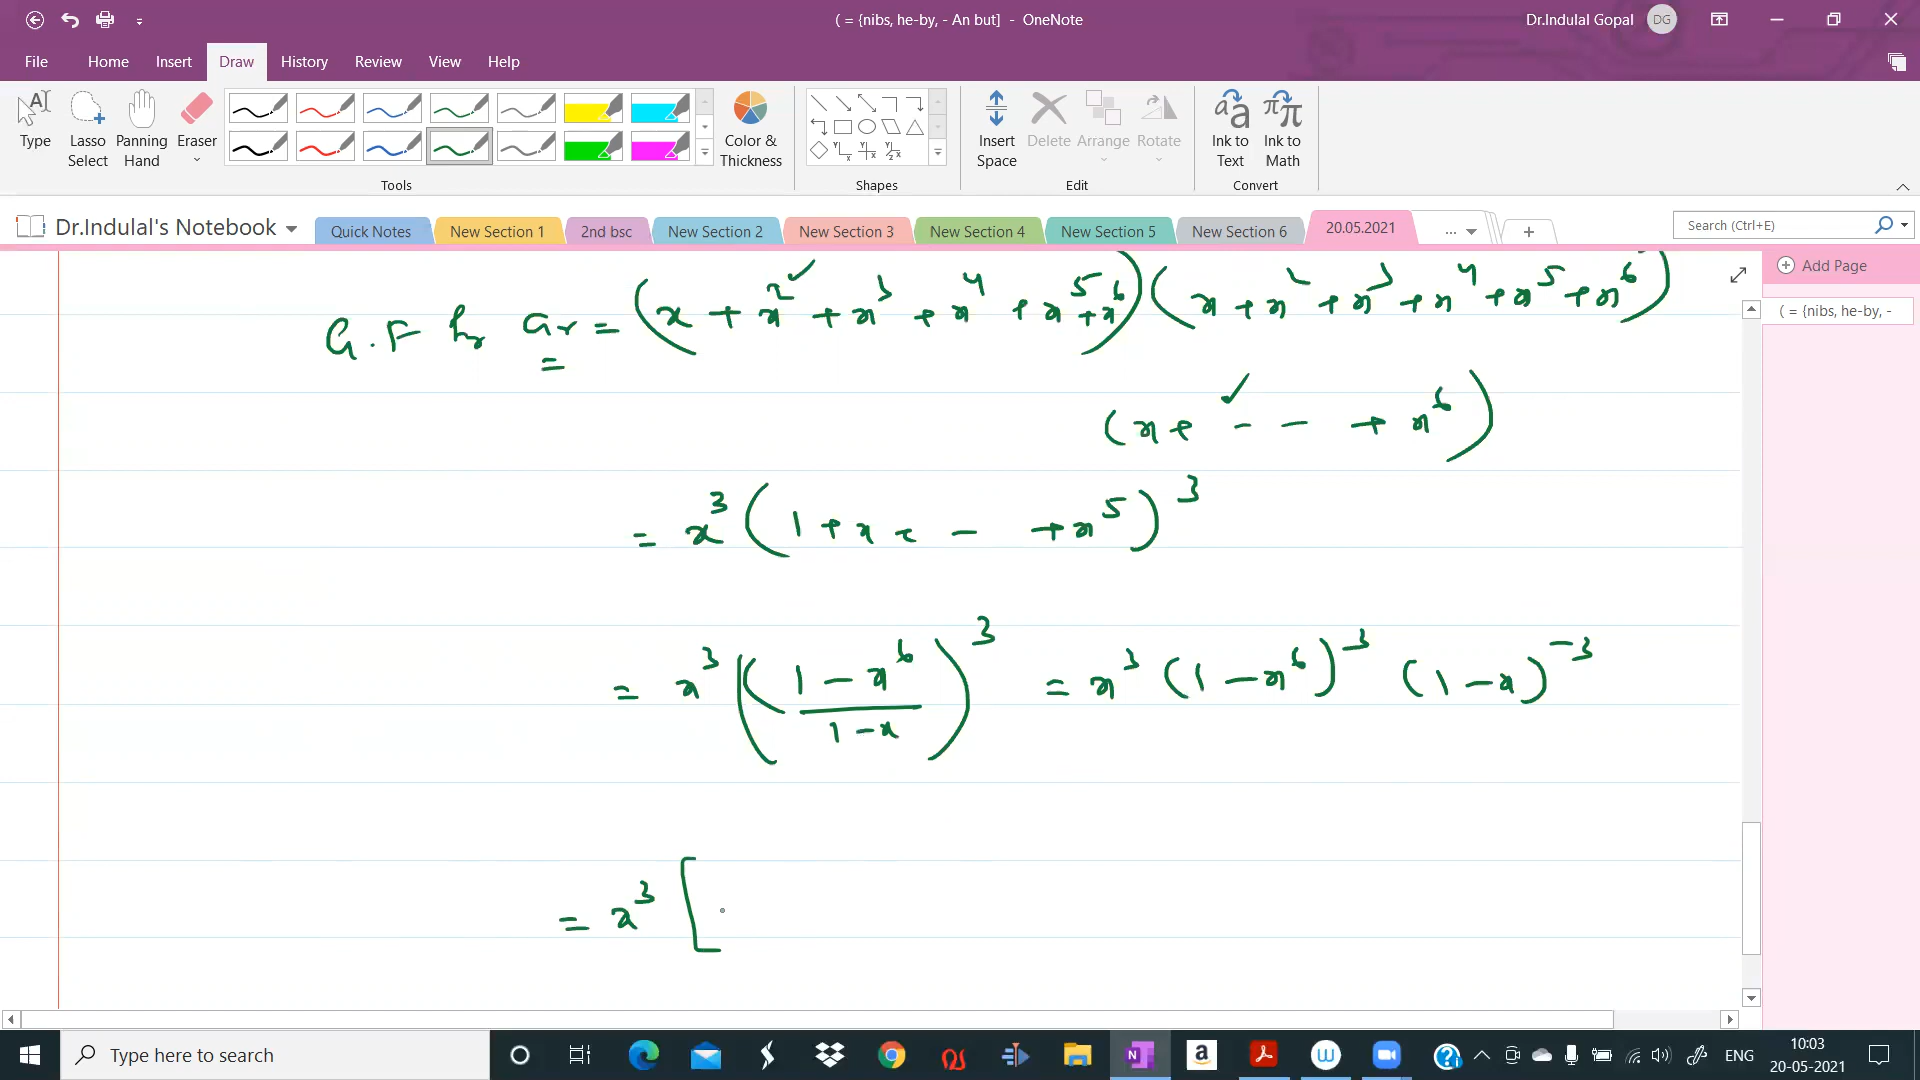 ( = {nibs, he-by, - An but] - OneNote
Dr.Indulal Gopal DG
File Home Insert Draw History Review View Help
Type
Lasso Select
Panning Hand
Eraser
Color & Thickness
Insert Space
Delete
Arrange
Rotate
Ink to Text
Ink to Math
Tools
Shapes
Edit
Convert
Dr.Indulal's Notebook
Quick Notes
New Section 1
2nd bsc
New Section 2
New Section 3
New Section 4
New Section 5
New Section 6
20.05.2021
...
Search (Ctrl+E)
Add Page
( = {nibs, he-by, -
G.F for ar = (x + x² + x³ + x⁴ + x⁵ + x⁶) (x + x² + x³ + x⁴ + x⁵ + x⁶)
(x + - - + x⁶)
= x³ (1 + x + - + x⁵)³
= x³ ((1 - x⁶ / 1 - x))³ = x³ (1 - x⁶)³ (1 - x)⁻³
= x³ [
Type here to search
ENG
10:03
20-05-2021